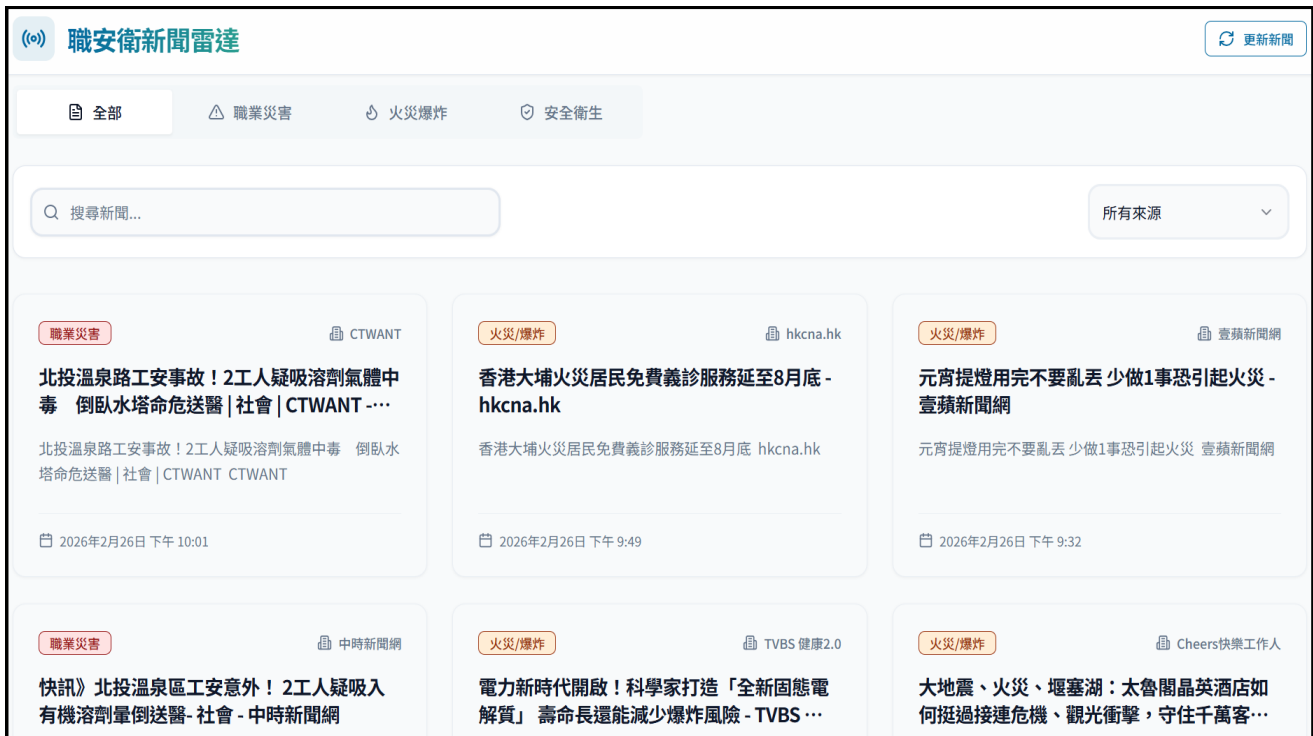 職安衛新聞雷達
更新新聞
全部
職業災害
火災爆炸
安全衛生
搜尋新聞...
所有來源
職業災害
CTWANT
北投溫泉路工安事故！2工人疑吸溶劑氣體中
毒　倒臥水塔命危送醫 | 社會 | CTWANT -⋯
北投溫泉路工安事故！2工人疑吸溶劑氣體中毒　倒臥水
塔命危送醫 | 社會 | CTWANT CTWANT
2026年2月26日 下午 10:01
火災/爆炸
hkcna.hk
香港大埔火災居民免費義診服務延至8月底 -
hkcna.hk
香港大埔火災居民免費義診服務延至8月底 hkcna.hk
2026年2月26日 下午 9:49
火災/爆炸
壹蘋新聞網
元宵提燈用完不要亂丟 少做1事恐引起火災 -
壹蘋新聞網
元宵提燈用完不要亂丟 少做1事恐引起火災 壹蘋新聞網
2026年2月26日 下午 9:32
職業災害
中時新聞網
快訊》北投溫泉區工安意外！ 2工人疑吸入
有機溶劑暈倒送醫- 社會 - 中時新聞網
火災/爆炸
TVBS 健康2.0
電力新時代開啟！科學家打造「全新固態電
解質」 壽命長還能減少爆炸風險 - TVBS ⋯
火災/爆炸
Cheers快樂工作人
大地震、火災、堰塞湖：太魯閣晶英酒店如
何挺過接連危機、觀光衝擊，守住千萬客⋯